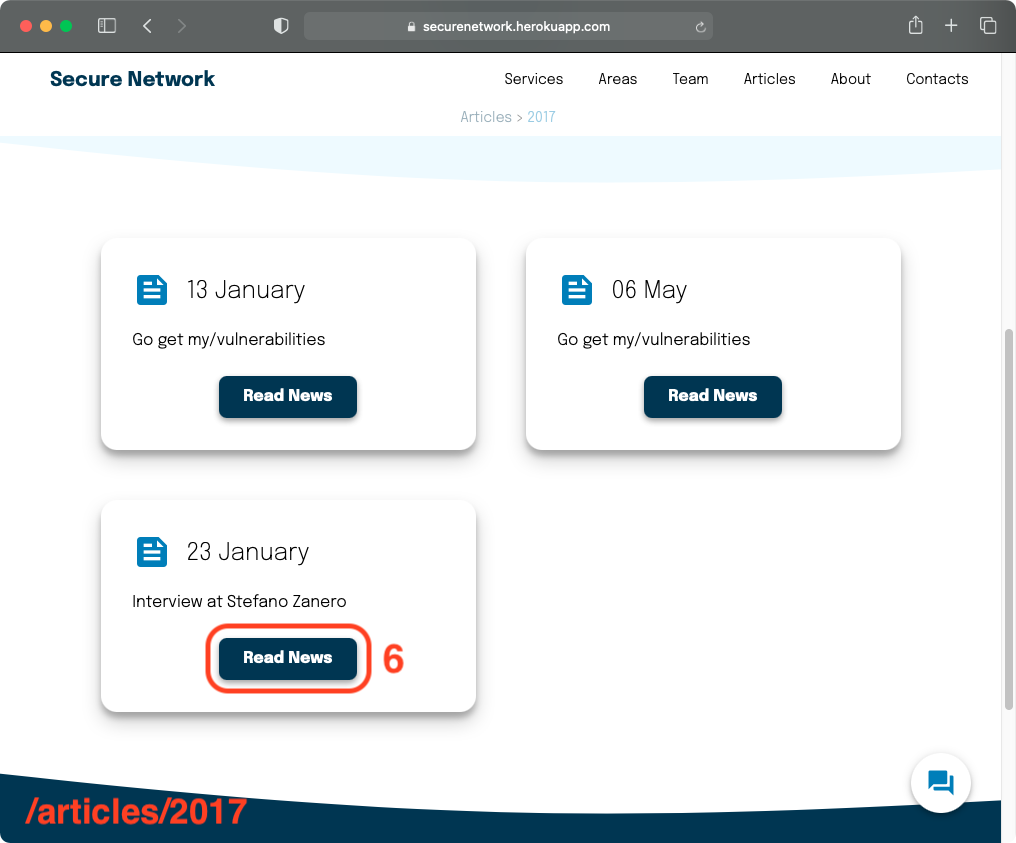 securenetwork.herokuapp.com
Secure Network
Services Areas Team Articles About Contacts
Articles > 2017
13 January
Go get my/vulnerabilities
Read News
06 May
Go get my/vulnerabilities
Read News
23 January
Interview at Stefano Zanero
Read News
6
/articles/2017